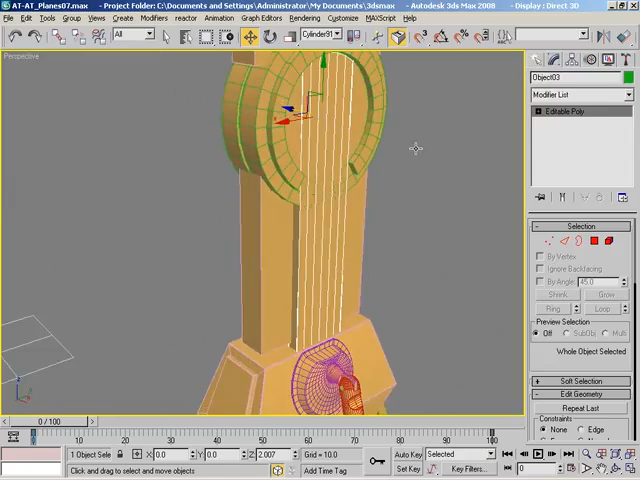 AT-AT_Planes07.max    - Project Folder: C:\Documents and Settings\Administrator\My Documents\3dsmax    - Autodesk 3ds Max 2008    - Display : Direct 3D
File Edit Tools Group Views Create Modifiers reactor Animation Graph Editors Rendering Customize MAXScript Help
All Cylinder91
Perspective
Object03
Modifier List
Editable Poly
Selection
By Vertex
Ignore Backfacing
By Angle: 45.0
Shrink Grow
Ring Loop
Preview Selection
Off SubObj Multi
Whole Object Selected
Soft Selection
Edit Geometry
Repeat Last
Constraints
None Edge
0 / 100
0 10 20 30 40 50 60 70 80 90 100
1 Object Selected X: 0.0 Y: 0.0 Z: 2.007 Grid = 10.0 Auto Key Selected
Click and drag to select and move objects Add Time Tag Set Key Key Filters... 0